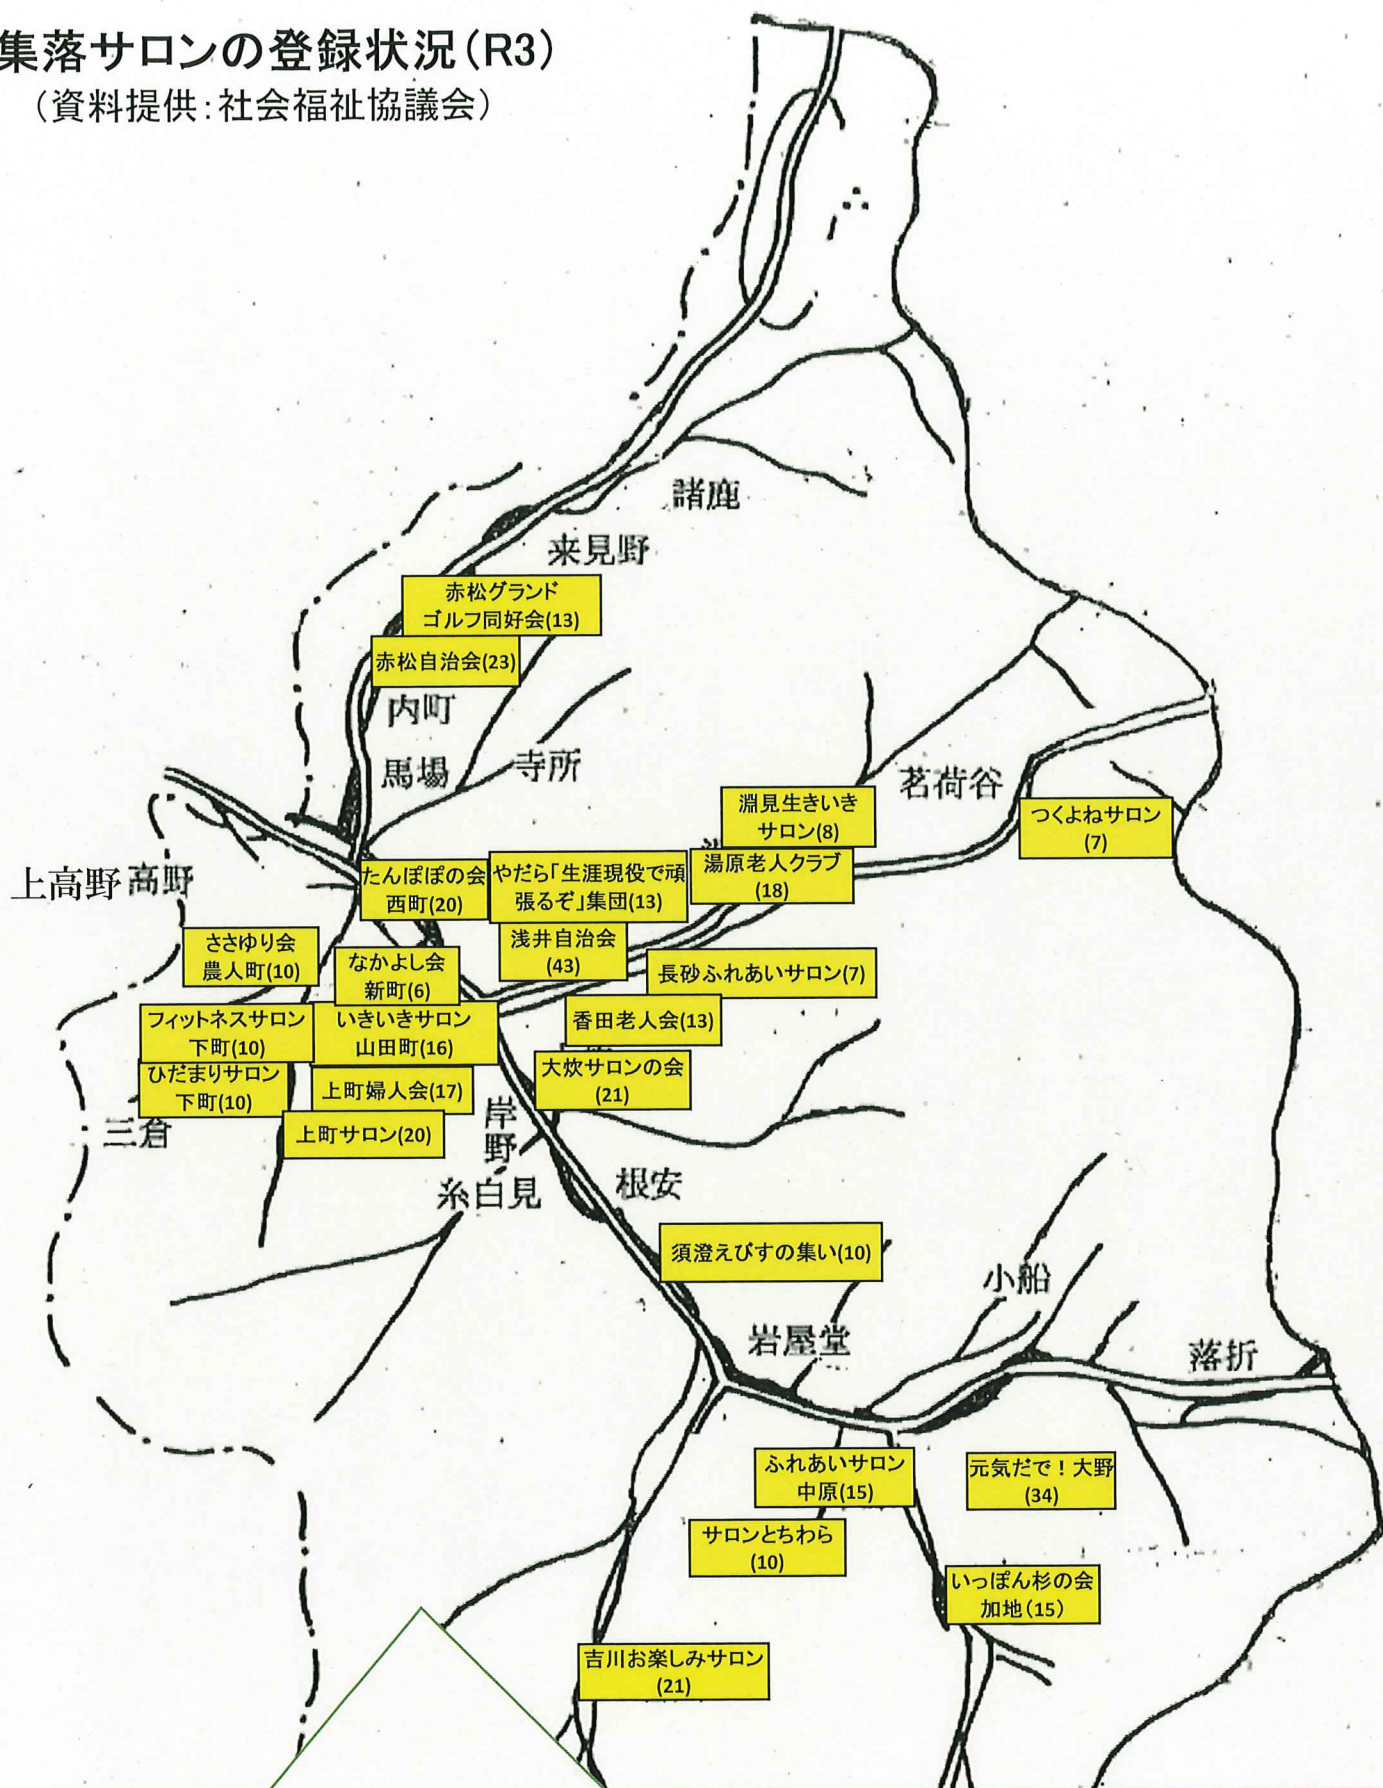 集落サロンの登録状況(R3)
(資料提供:社会福祉協議会)
諸鹿
来見野
赤松グランド
ゴルフ同好会(13)
赤松自治会(23)
内町
馬場
寺所
茗荷谷
淵見生きいき
サロン(8)
つくよねサロン
(7)
湯原老人クラブ
(18)
上高野
高野
たんぽぽの会
西町(20)
やだら「生涯現役で頑
張るぞ」集団(13)
浅井自治会
(43)
ささゆり会
農人町(10)
なかよし会
新町(6)
長砂ふれあいサロン(7)
フィットネスサロン
下町(10)
いきいきサロン
山田町(16)
香田老人会(13)
ひだまりサロン
下町(10)
上町婦人会(17)
大炊サロンの会
(21)
三倉
上町サロン(20)
岸野
糸白見
根安
須澄えびすの集い(10)
小船
岩屋堂
落折
ふれあいサロン
中原(15)
元気だで！大野
(34)
サロンとちわら
(10)
いっぽん杉の会
加地(15)
吉川お楽しみサロン
(21)